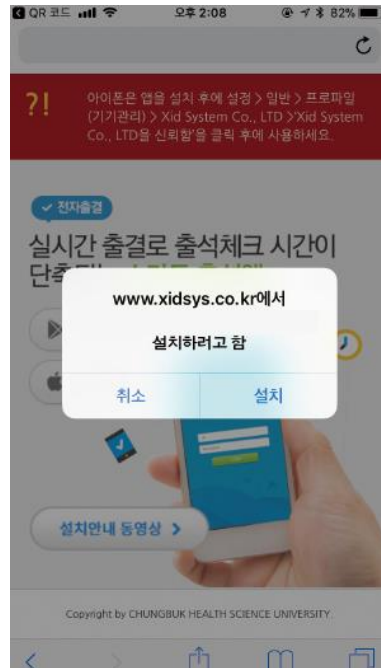 QR 코드 오후 2:08 82%
?! 아이폰은 앱을 설치 후에 설정 > 일반 > 프로파일
(기기관리) > Xid System Co., LTD >'Xid System
Co., LTD을 신뢰함'을 클릭 후에 사용하세요.
전자출결
실시간 출결로 출석체크 시간이
www.xidsys.co.kr에서
설치하려고 함
취소 설치
설치안내 동영상 >
Copyright by CHUNGBUK HEALTH SCIENCE UNIVERSITY.